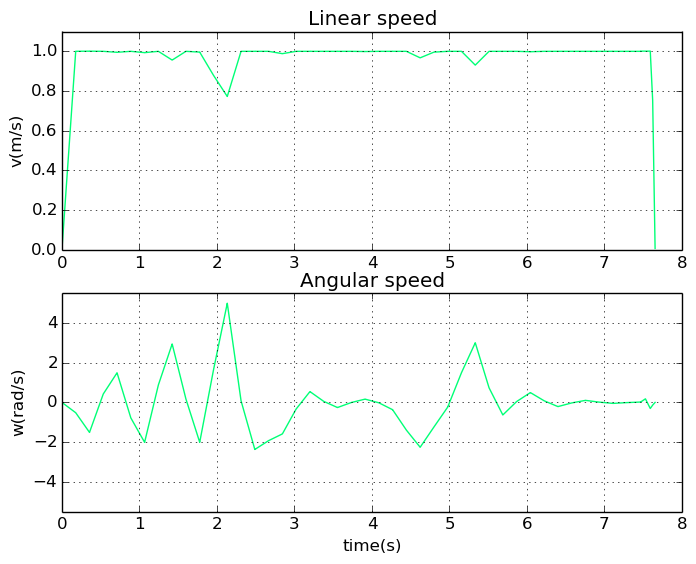 Linear speed
1.0
0.8
0.6
0.4
0.2
0.0
v(m/s)
0 1 2 3 4 5 6 7 8
Angular speed
4
2
0
−2
−4
w(rad/s)
0 1 2 3 4 5 6 7 8
time(s)